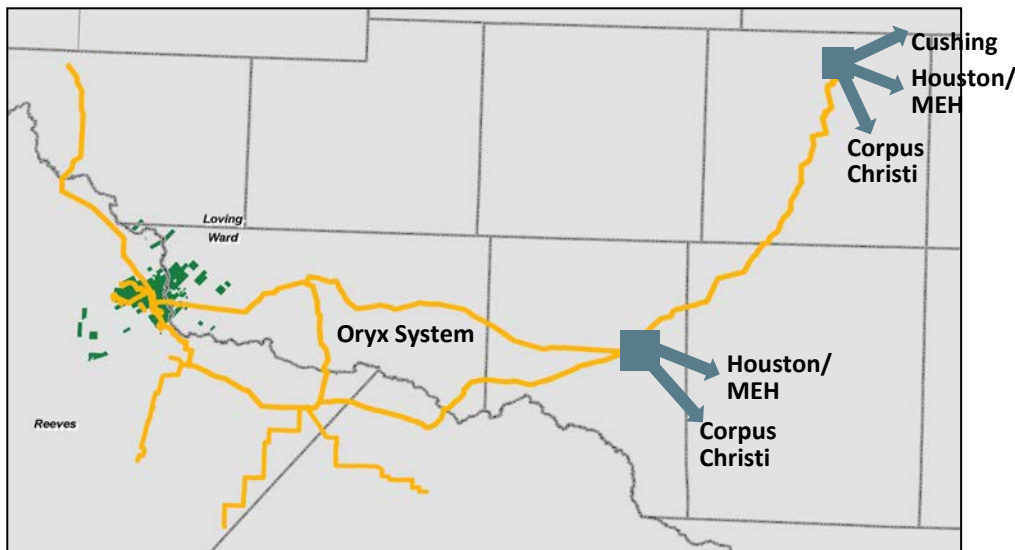 Cushing
Houston/
MEH
Corpus
Christi
Loving
Ward
Oryx System
Houston/
MEH
Reeves
Corpus
Christi